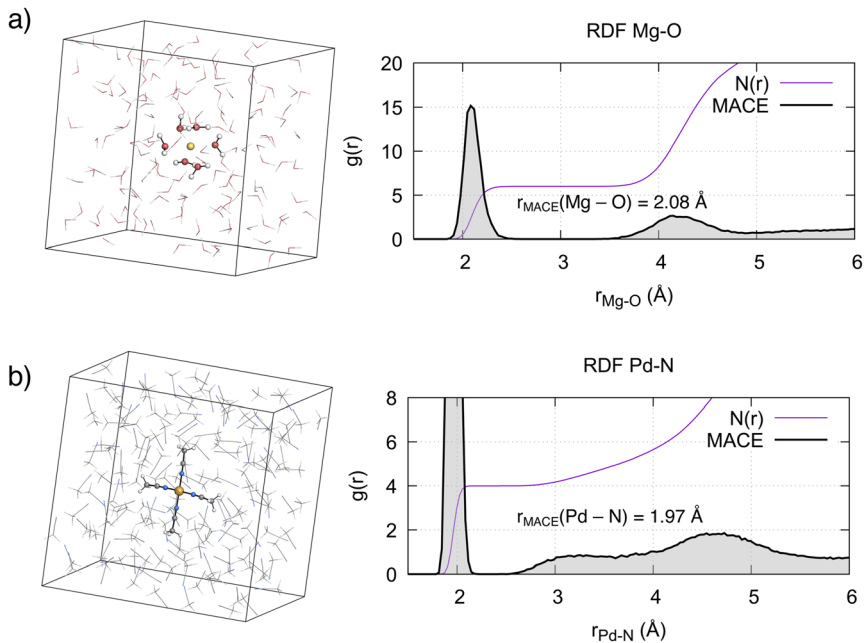 a)
RDF Mg-O
20
15
10
5
0
g(r)
N(r)
MACE
rMACE(Mg – O) = 2.08 Å
2 3 4 5 6
rMg-O (Å)
b)
RDF Pd-N
8
6
4
2
0
g(r)
N(r)
MACE
rMACE(Pd – N) = 1.97 Å
2 3 4 5 6
rPd-N (Å)